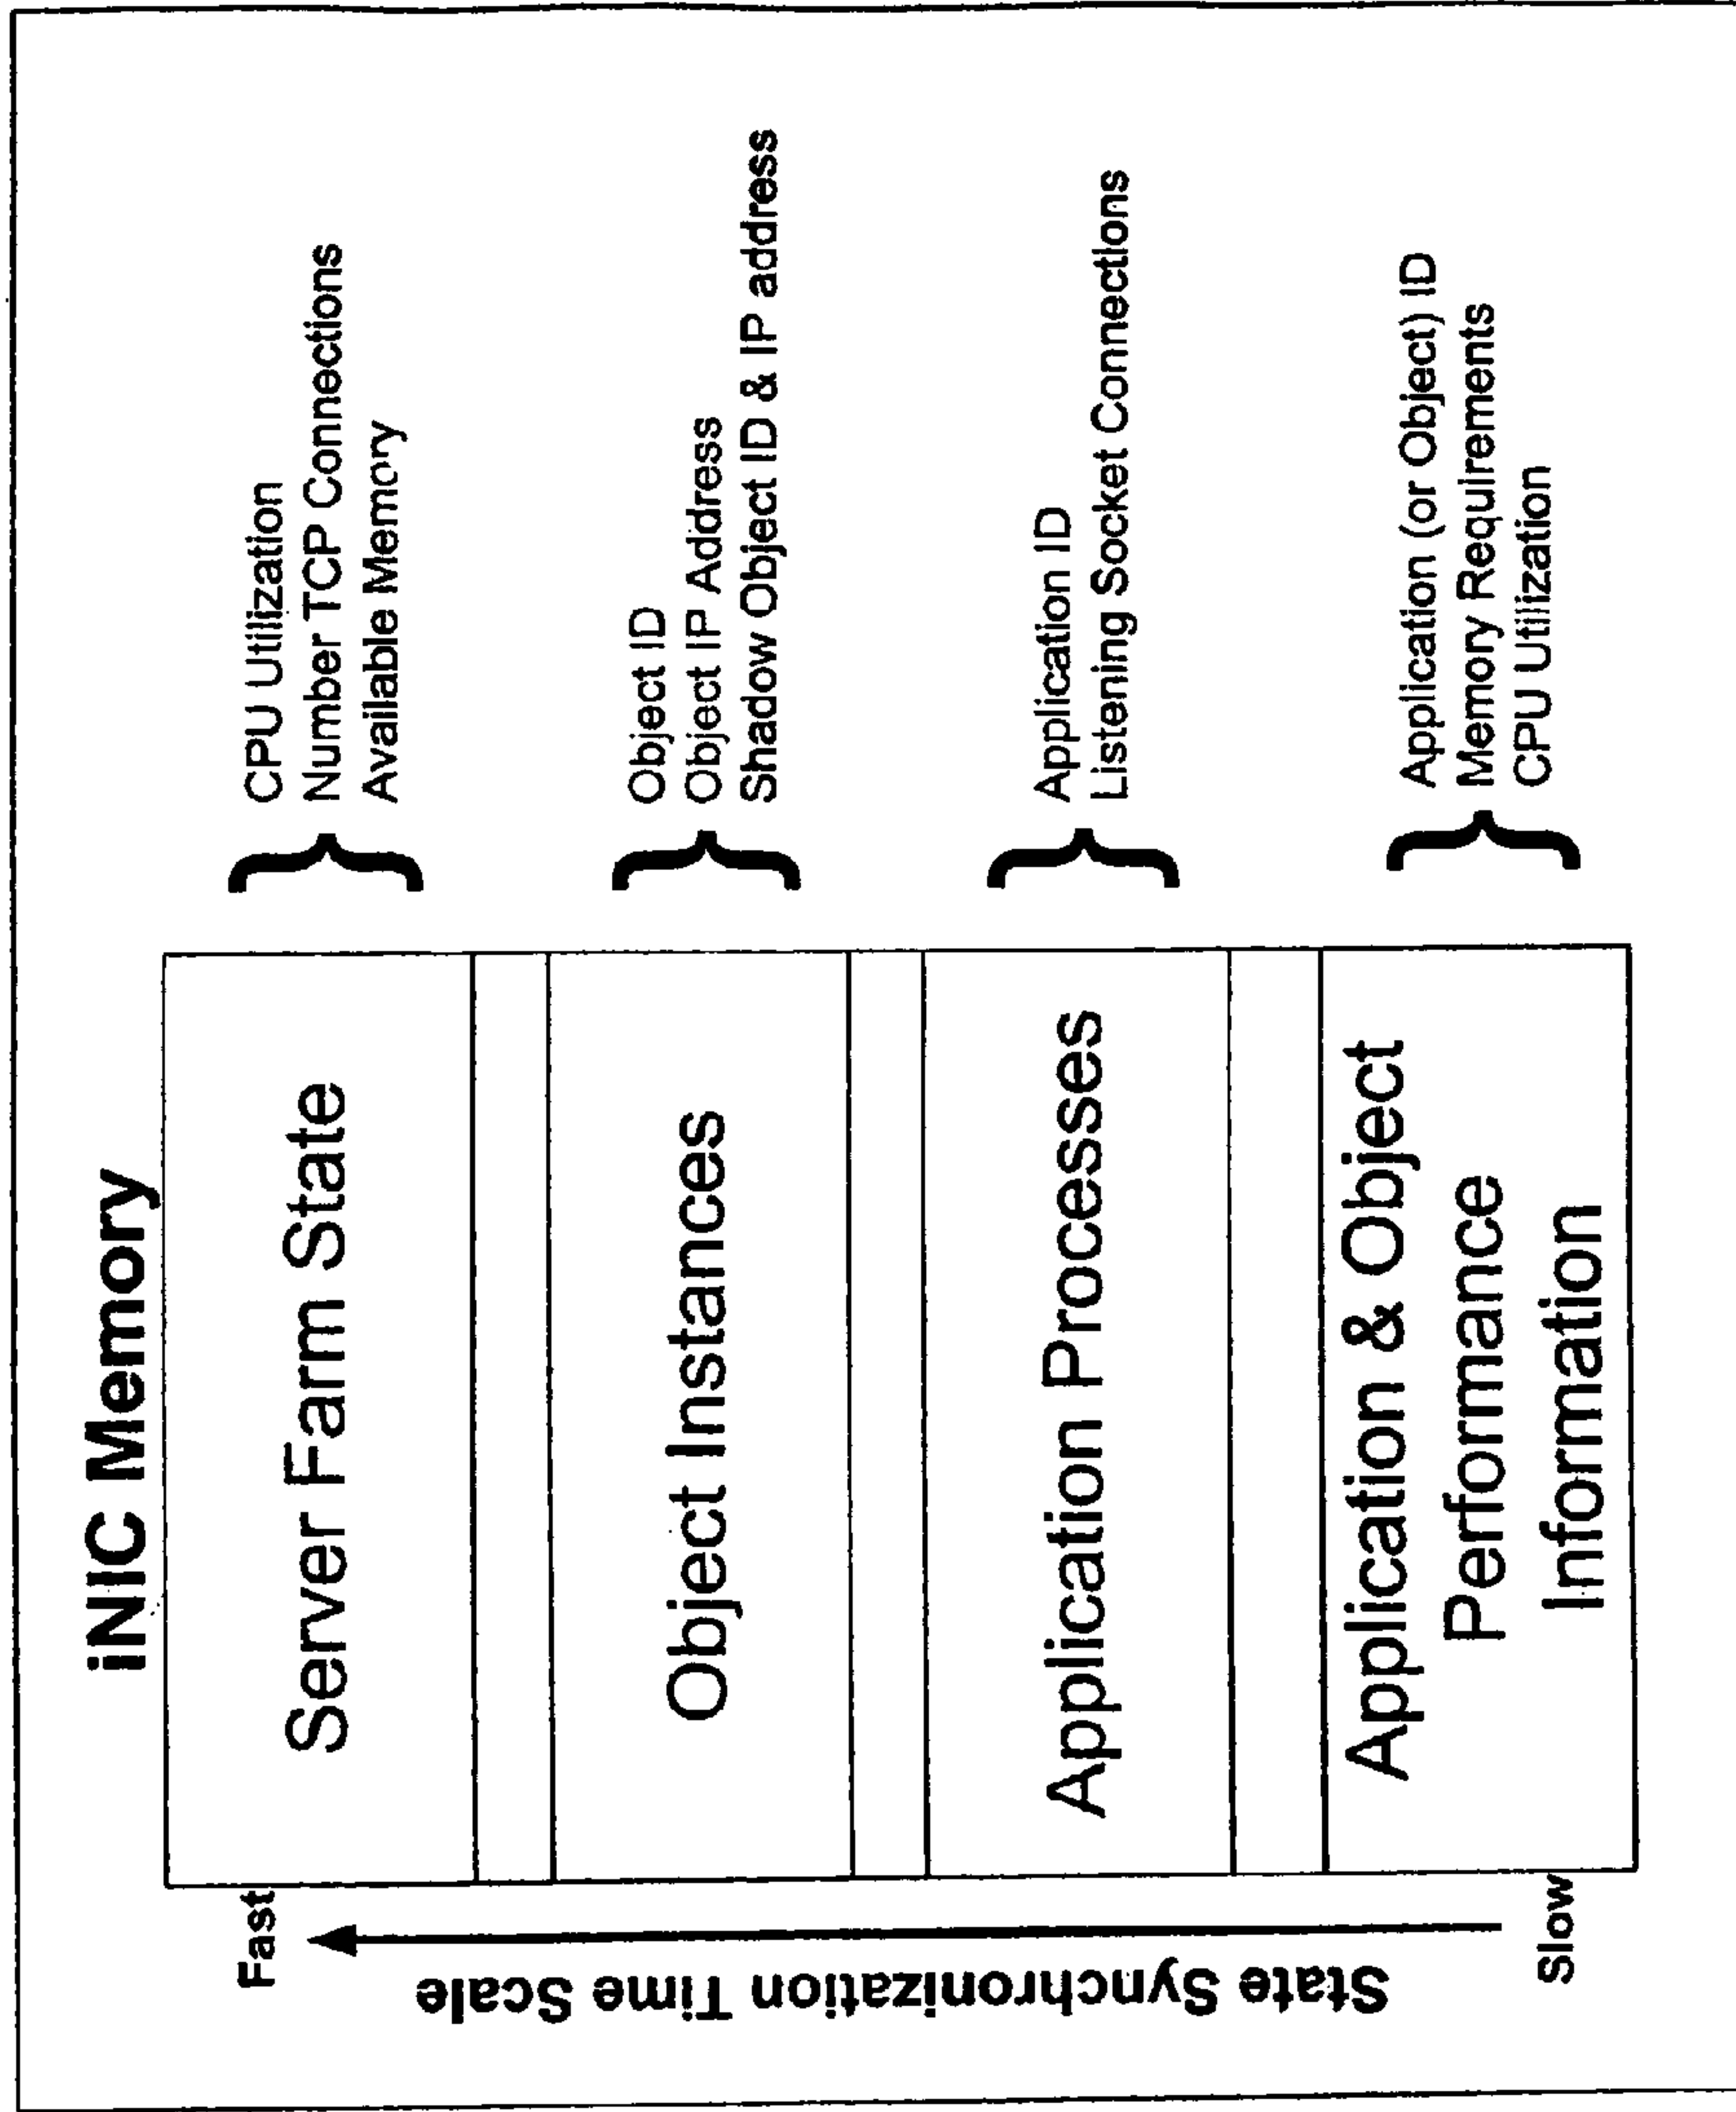 iNIC Memory
Fast
State Synchronization Time Scale
Slow
Server Farm State
CPU Utilization
Number TCP Connections
Available Memory
Object Instances
Object ID
Object IP Address
Shadow Object ID & IP address
Application Processes
Application ID
Listening Socket Connections
Application & Object
Performance
Information
Application (or Object) ID
Memory Requirements
CPU Utilization